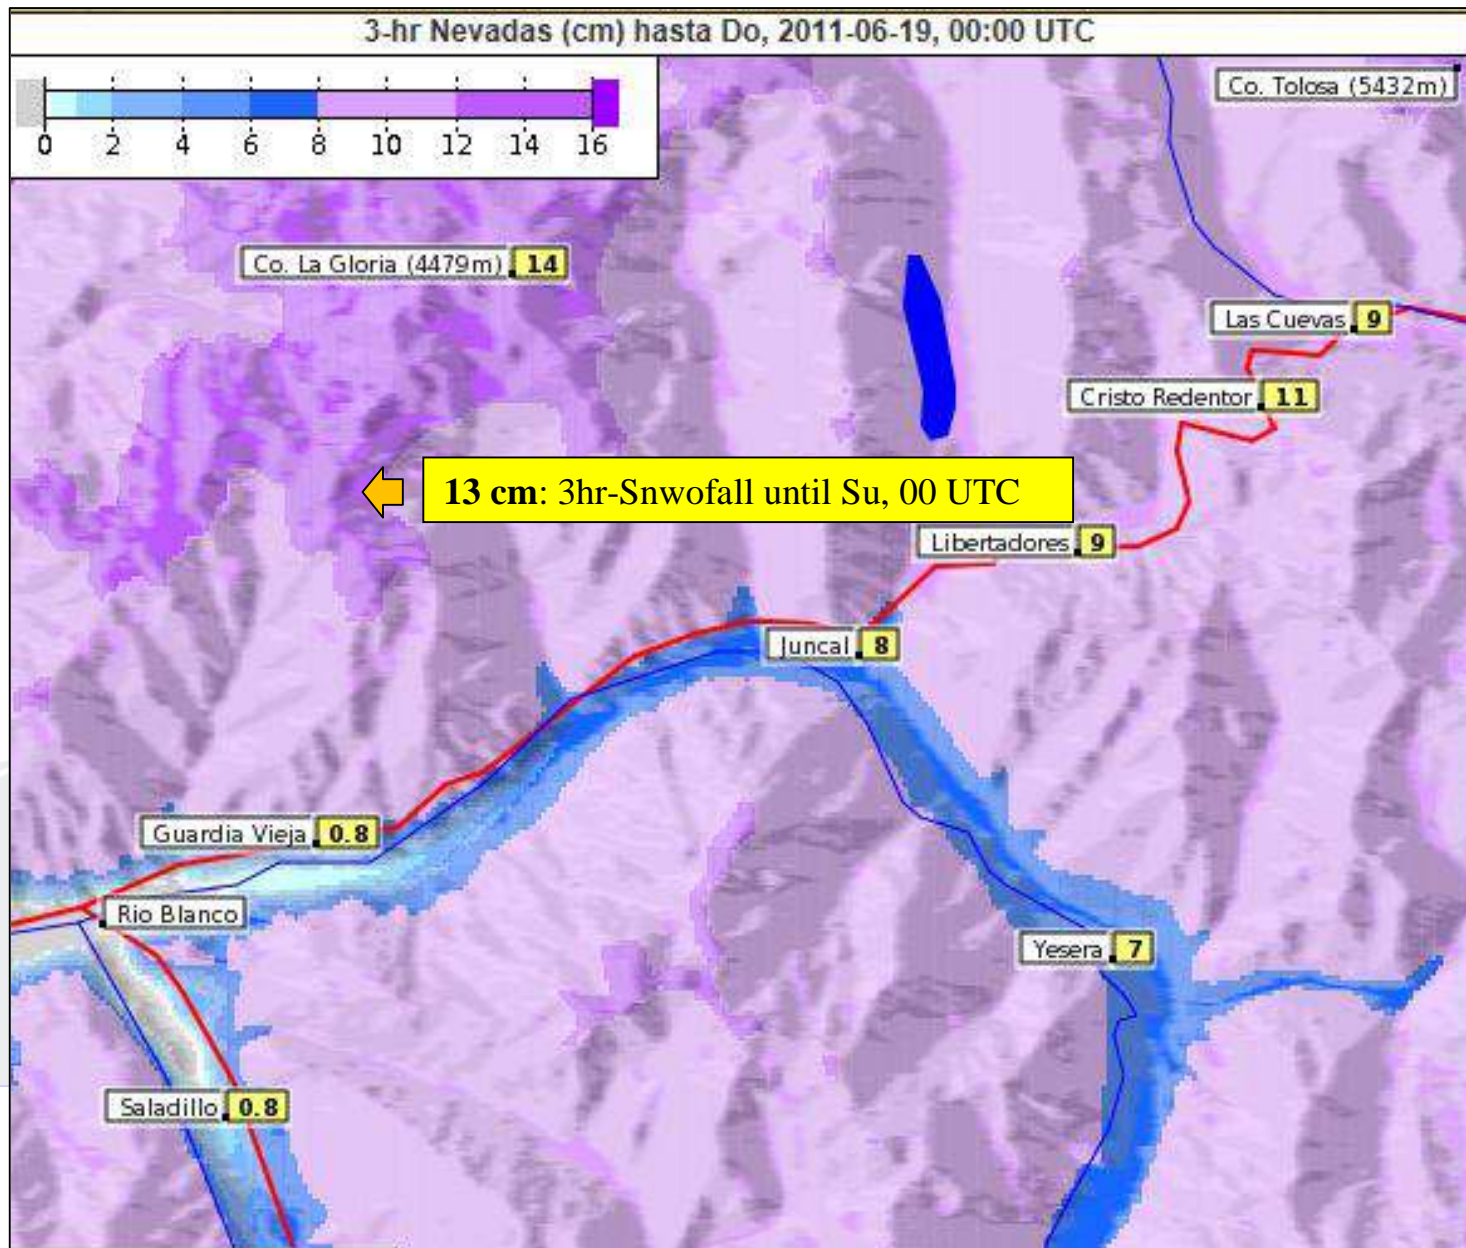 3-hr Nevadas (cm) hasta Do, 2011-06-19, 00:00 UTC
0 2 4 6 8 10 12 14 16
Co. Tolosa (5432m)
Co. La Gloria (4479m) 14
Las Cuevas 9
Cristo Redentor 11
13 cm: 3hr-Snwofall until Su, 00 UTC
Libertadores 9
Juncal 8
Guardia Vieja 0.8
Rio Blanco
Yesera 7
Saladillo 0.8